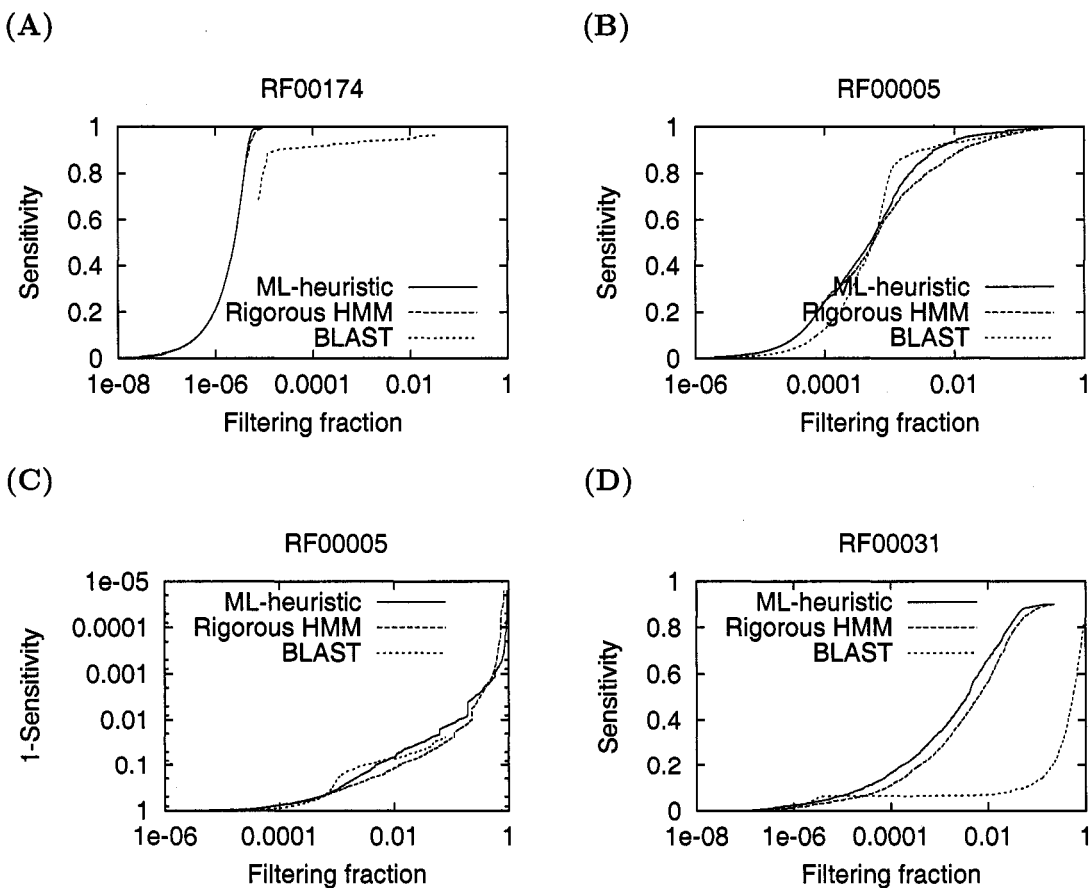 (A)
RF00174
Sensitivity
1
0.8
0.6
0.4
0.2
0
ML-heuristic
Rigorous HMM
BLAST
1e-08 1e-06 0.0001 0.01 1
Filtering fraction
(B)
RF00005
Sensitivity
1
0.8
0.6
0.4
0.2
0
ML-heuristic
Rigorous HMM
BLAST
1e-06 0.0001 0.01 1
Filtering fraction
(C)
RF00005
1-Sensitivity
1e-05
0.0001
0.001
0.01
0.1
1
ML-heuristic
Rigorous HMM
BLAST
1e-06 0.0001 0.01 1
Filtering fraction
(D)
RF00031
Sensitivity
1
0.8
0.6
0.4
0.2
0
ML-heuristic
Rigorous HMM
BLAST
1e-08 1e-06 0.0001 0.01 1
Filtering fraction